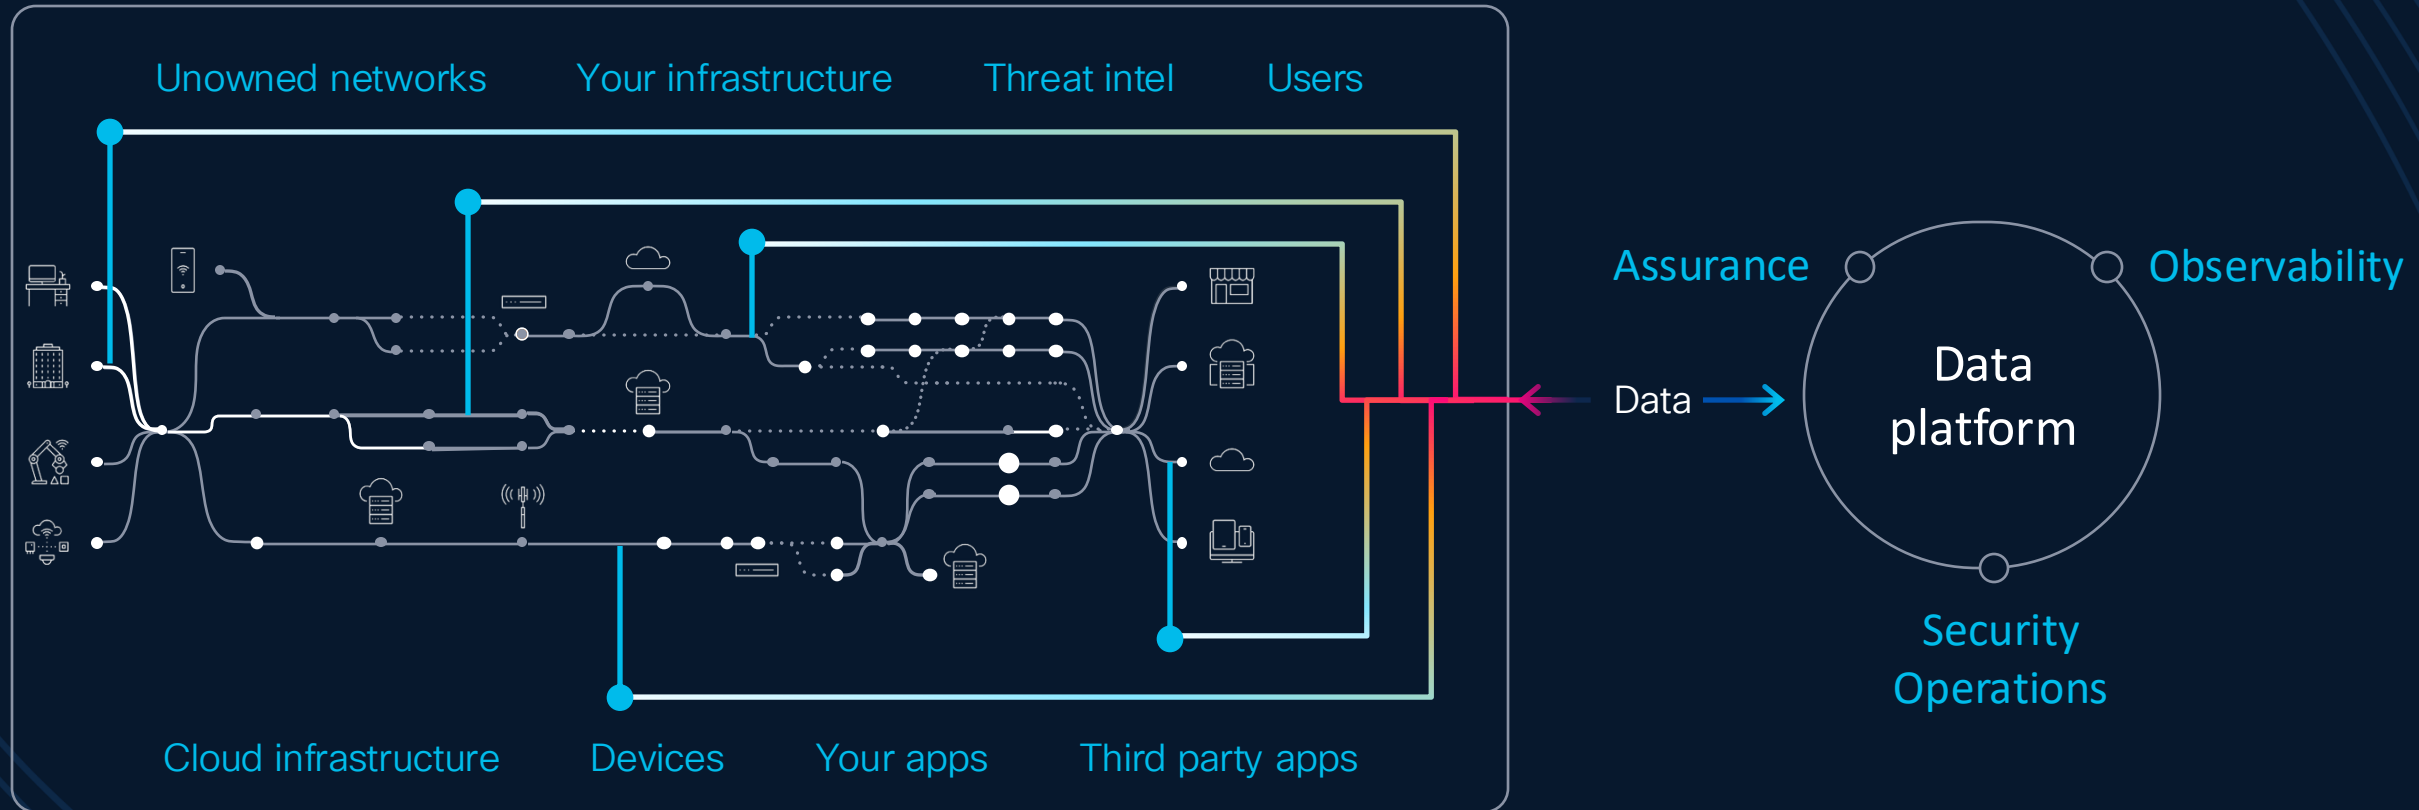 Unowned networks
Your infrastructure
Threat intel
Users
Cloud infrastructure
Devices
Your apps
Third party apps
Data
Assurance
Observability
Data
platform
Security
Operations